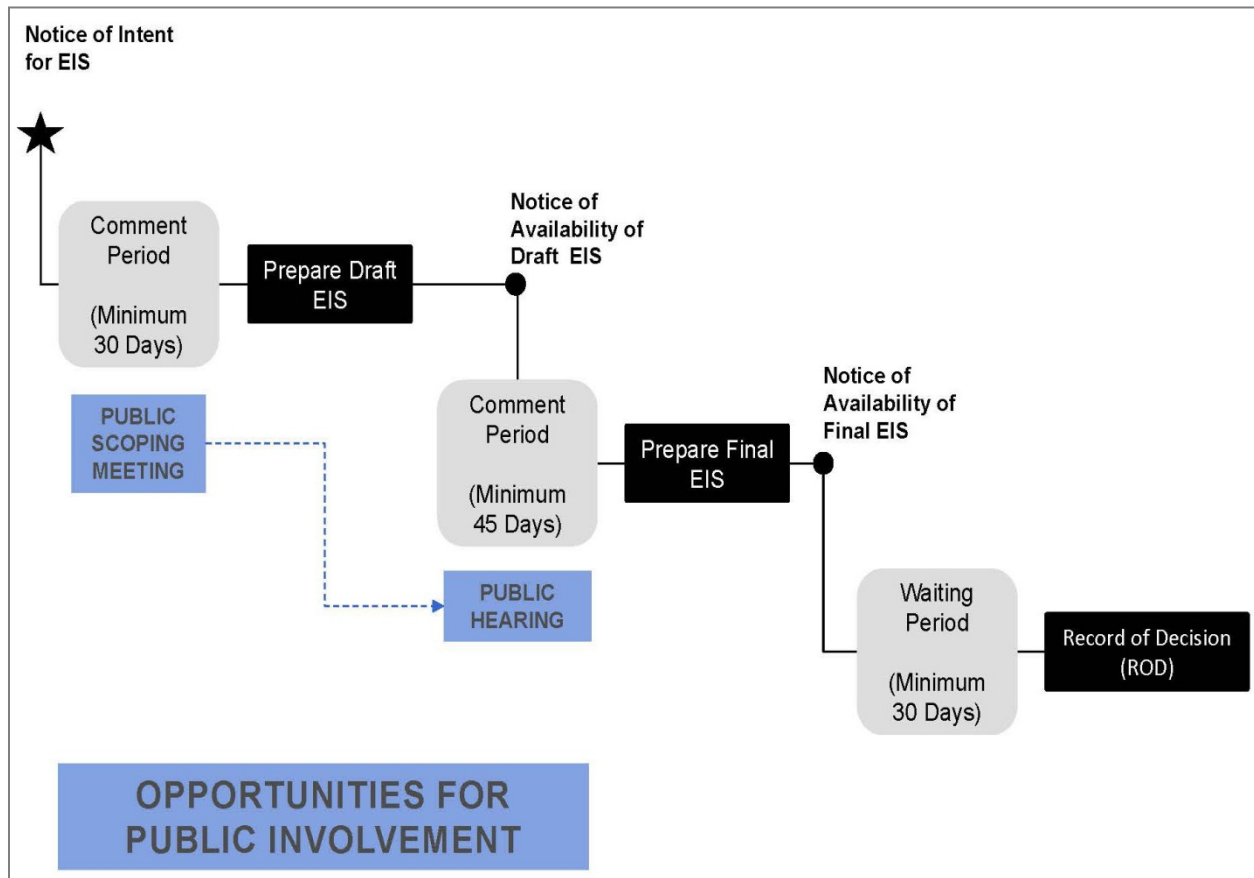 Notice of Intent
for EIS
Comment
Period
(Minimum
30 Days)
Prepare Draft
EIS
Notice of
Availability of
Draft EIS
PUBLIC
SCOPING
MEETING
Comment
Period
(Minimum
45 Days)
Prepare Final
EIS
Notice of
Availability of
Final EIS
PUBLIC
HEARING
Waiting
Period
(Minimum
30 Days)
Record of Decision
(ROD)
OPPORTUNITIES FOR
PUBLIC INVOLVEMENT